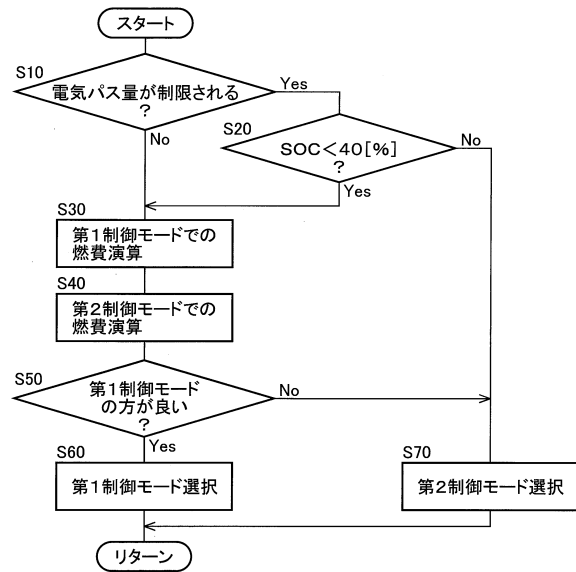 スタート
S10
電気パス量が制限される
?
Yes
No
S20
SOC<40[%]
?
No
Yes
S30
第1制御モードでの
燃費演算
S40
第2制御モードでの
燃費演算
S50
第1制御モード
の方が良い
?
No
Yes
S60
第1制御モード選択
S70
第2制御モード選択
リターン